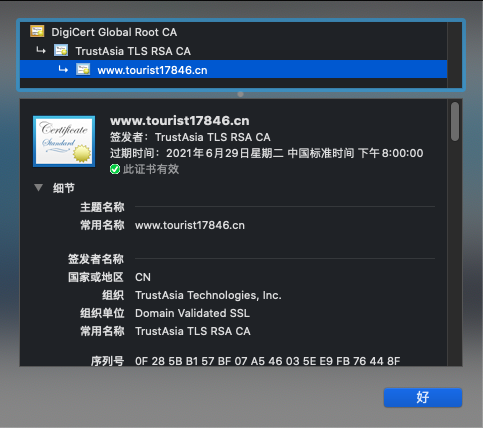 DigiCert Global Root CA
TrustAsia TLS RSA CA
www.tourist17846.cn
Certificate
Standard
www.tourist17846.cn
签发者：TrustAsia TLS RSA CA
过期时间：2021年6月29日星期二 中国标准时间 下午8:00:00
此证书有效
细节
主题名称
常用名称 www.tourist17846.cn
签发者名称
国家或地区 CN
组织 TrustAsia Technologies, Inc.
组织单位 Domain Validated SSL
常用名称 TrustAsia TLS RSA CA
序列号 0F 28 5B B1 57 BF 07 A5 46 03 5E E9 FB 76 44 8F
好